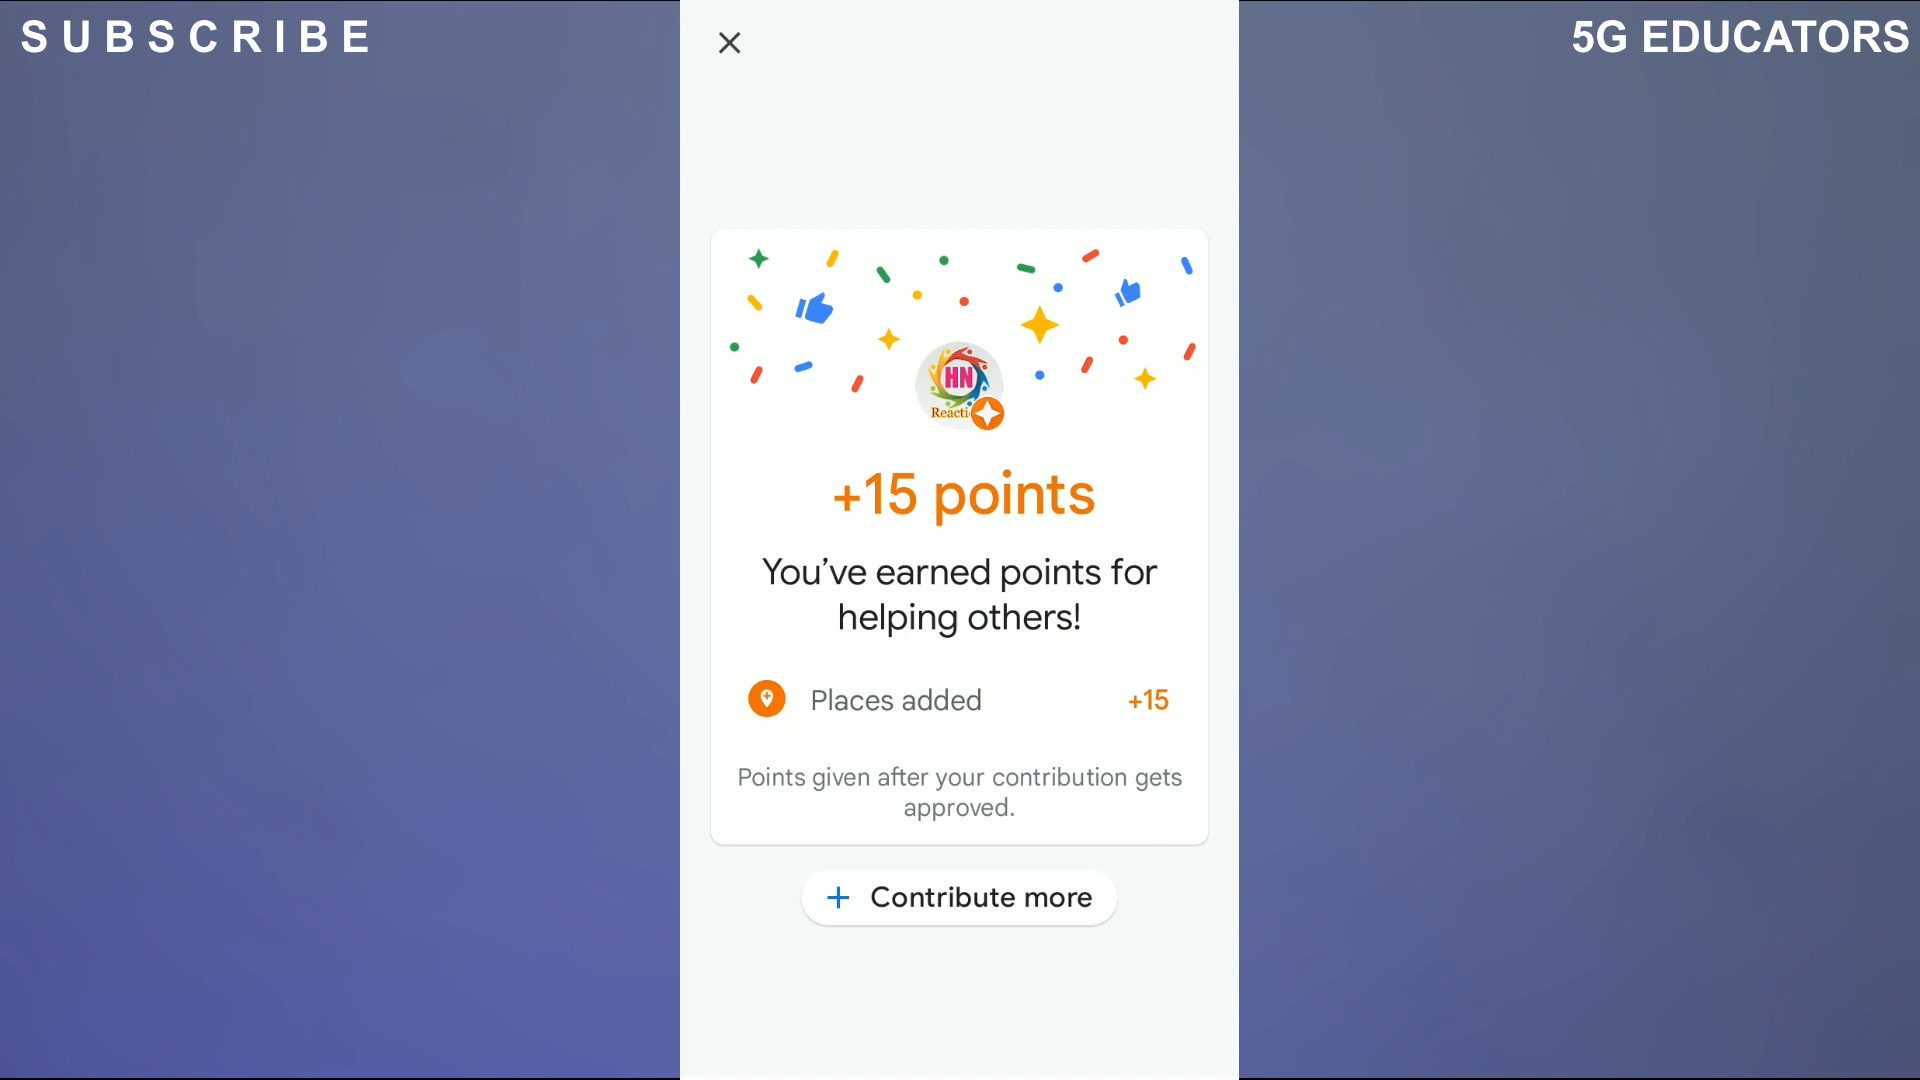 SUBSCRIBE
5G EDUCATORS
HN
Reacti
+15 points
You've earned points for
helping others!
Places added +15
Points given after your contribution gets
approved.
+ Contribute more